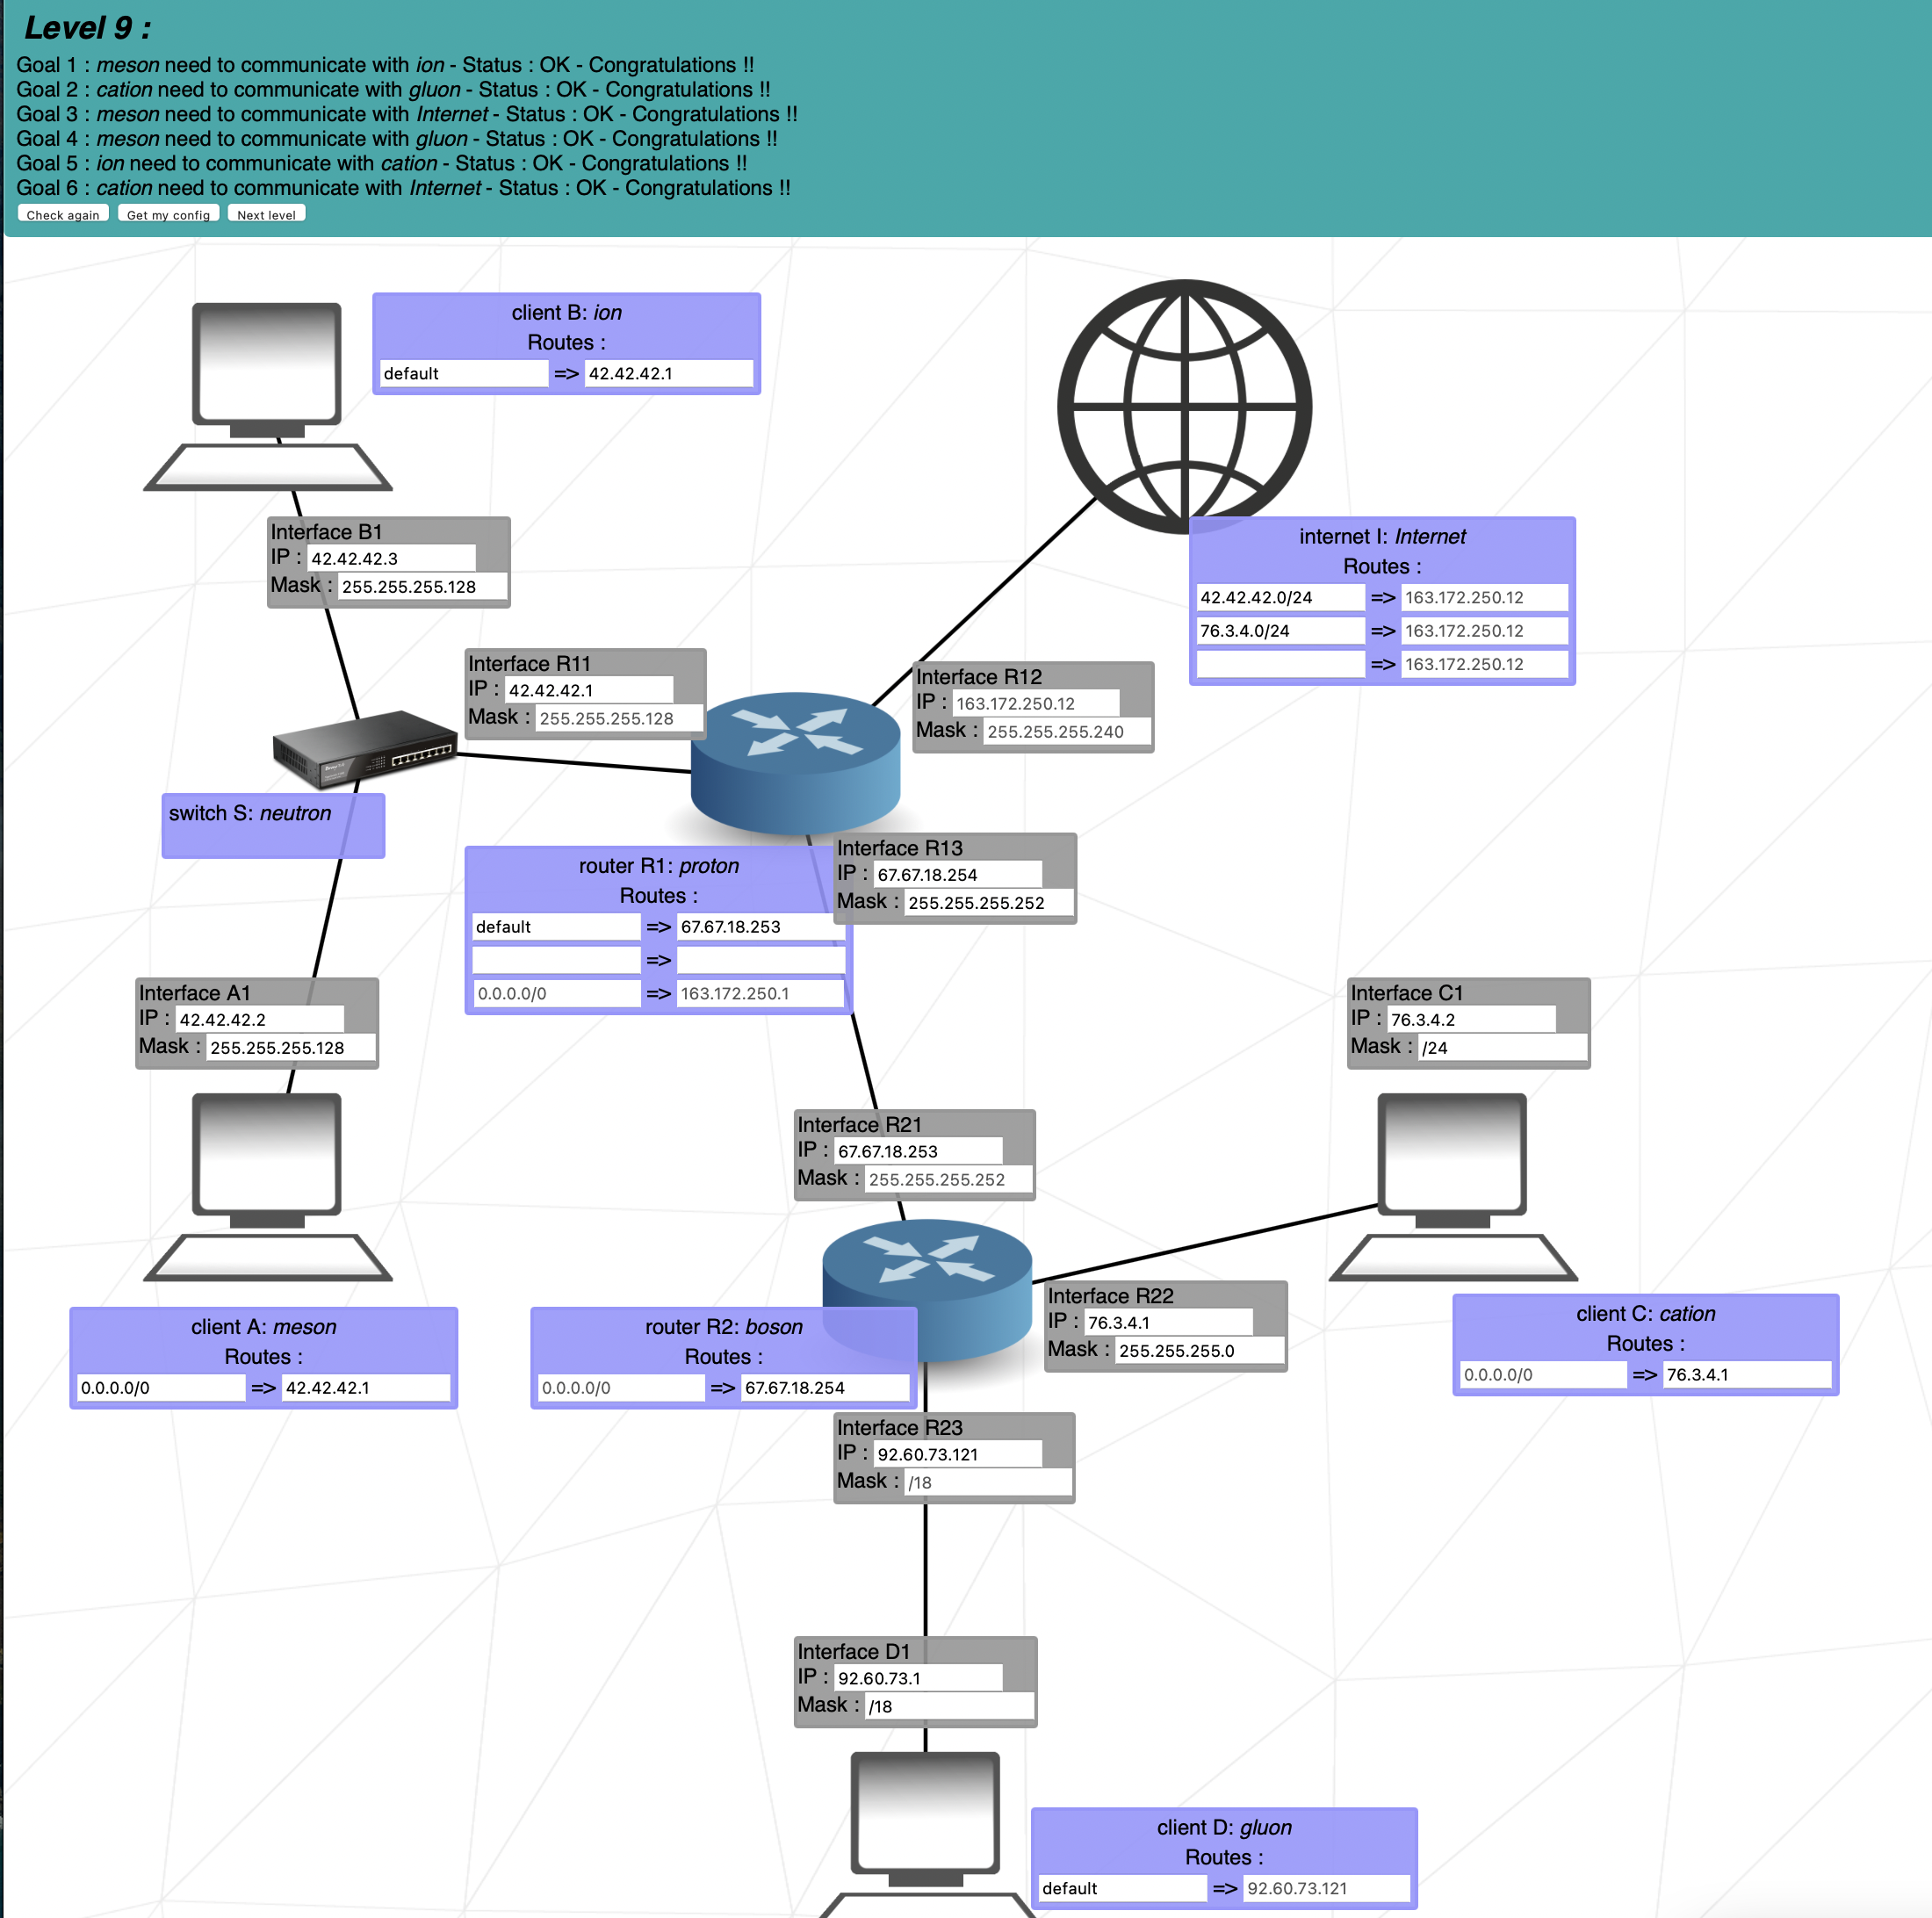 Level 9 :
Goal 1 : meson need to communicate with ion - Status : OK - Congratulations !!
Goal 2 : cation need to communicate with gluon - Status : OK - Congratulations !!
Goal 3 : meson need to communicate with Internet - Status : OK - Congratulations !!
Goal 4 : meson need to communicate with gluon - Status : OK - Congratulations !!
Goal 5 : ion need to communicate with cation - Status : OK - Congratulations !!
Goal 6 : cation need to communicate with Internet - Status : OK - Congratulations !!
Check again Get my config Next level
client B: ion
Routes :
default => 42.42.42.1
Interface B1
IP : 42.42.42.3
Mask : 255.255.255.128
internet I: Internet
Routes :
42.42.42.0/24 => 163.172.250.12
76.3.4.0/24 => 163.172.250.12
=> 163.172.250.12
Interface R11
IP : 42.42.42.1
Mask : 255.255.255.128
Interface R12
IP : 163.172.250.12
Mask : 255.255.255.240
switch S: neutron
Interface R13
IP : 67.67.18.254
Mask : 255.255.255.252
router R1: proton
Routes :
default => 67.67.18.253
=>
0.0.0.0/0 => 163.172.250.1
Interface A1
IP : 42.42.42.2
Mask : 255.255.255.128
Interface C1
IP : 76.3.4.2
Mask : /24
Interface R21
IP : 67.67.18.253
Mask : 255.255.255.252
Interface R22
IP : 76.3.4.1
Mask : 255.255.255.0
client A: meson
Routes :
0.0.0.0/0 => 42.42.42.1
router R2: boson
Routes :
0.0.0.0/0 => 67.67.18.254
client C: cation
Routes :
0.0.0.0/0 => 76.3.4.1
Interface R23
IP : 92.60.73.121
Mask : /18
Interface D1
IP : 92.60.73.1
Mask : /18
client D: gluon
Routes :
default => 92.60.73.121